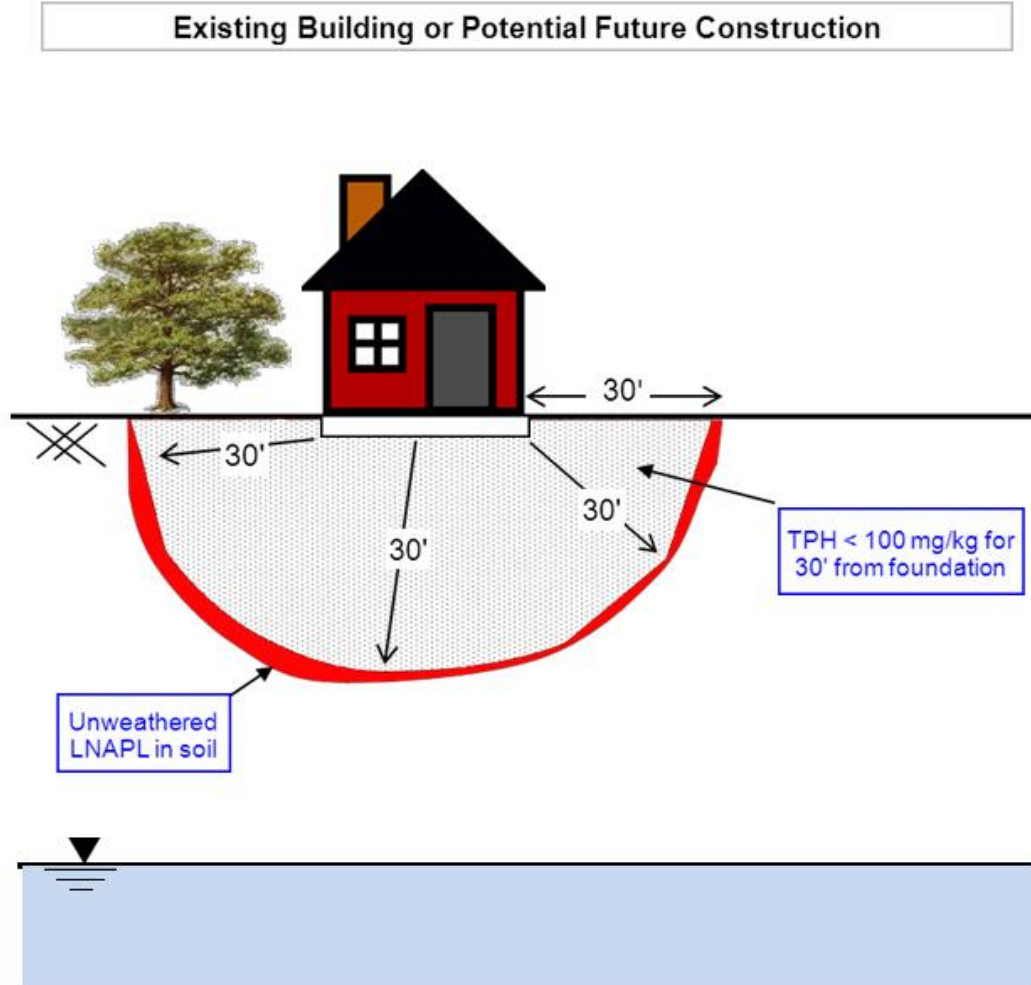 Existing Building or Potential Future Construction
30'
30'
30'
30'
TPH < 100 mg/kg for
30' from foundation
Unweathered
LNAPL in soil